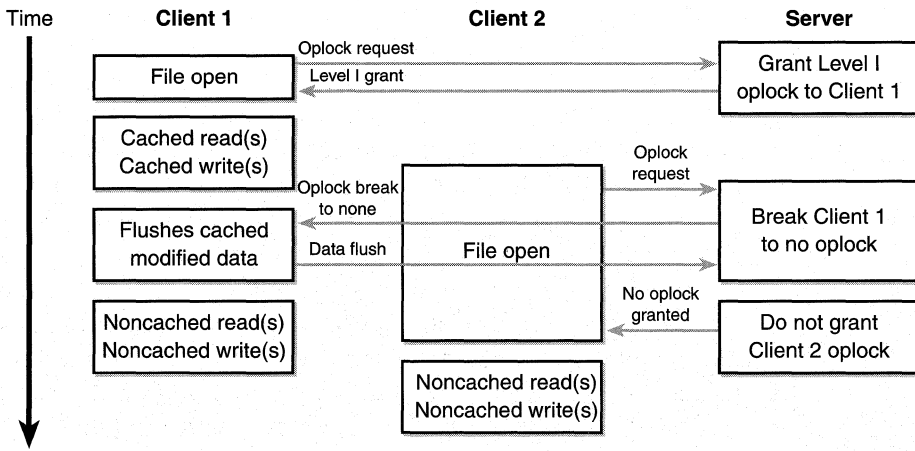 Time
Client 1
Client 2
Server
File open
Oplock request
Level I grant
Grant Level I
oplock to Client 1
Cached read(s)
Cached write(s)
Oplock
request
Oplock break
to none
Flushes cached
modified data
Data flush
File open
Break Client 1
to no oplock
No oplock
granted
Noncached read(s)
Noncached write(s)
Do not grant
Client 2 oplock
Noncached read(s)
Noncached write(s)